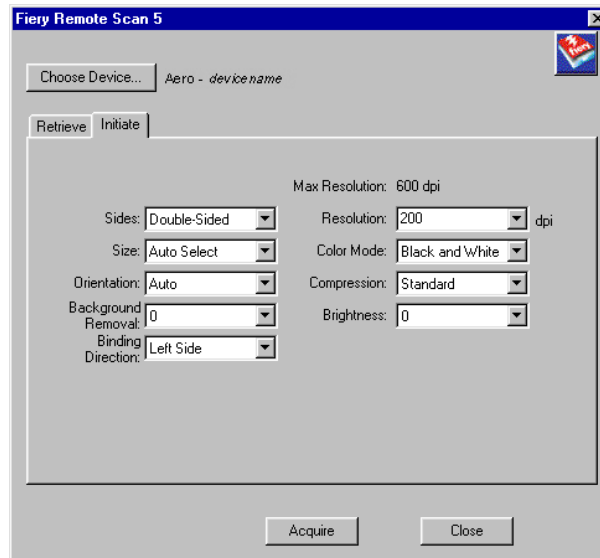 Fiery Remote Scan 5
fiery
Choose Device... Aero - devicename
Retrieve Initiate
Max Resolution: 600 dpi
Sides: Double-Sided Resolution: 200 dpi
Size: Auto Select Color Mode: Black and White
Orientation: Auto Compression: Standard
Background Removal: 0 Brightness: 0
Binding Direction: Left Side
Acquire Close